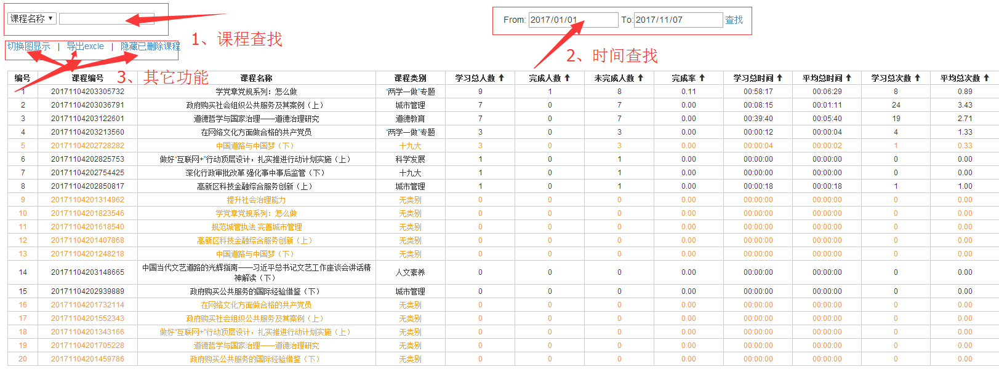 课程名称 From: 2017/01/01 To: 2017/11/07 查找
1、课程查找
2、时间查找
切换图显示 | 导出excle | 隐藏已删除课程
3、其它功能
编号 课程编号 课程名称 课程类别 学习总人数 完成人数 未完成人数 完成率 学习总时间 平均总时间 学习总次数 平均总次数
1 20171104203305732 学党章党规系列：怎么做 “两学一做”专题 9 1 8 0.11 00:58:17 00:06:29 8 0.89
2 20171104203036791 政府购买社会组织公共服务及其案例（上） 城市管理 7 0 7 0.00 00:08:15 00:01:11 24 3.43
3 20171104203122601 道德哲学与国家治理——道德治理研究 道德教育 7 0 7 0.00 00:39:40 00:05:40 19 2.71
4 20171104203213560 在网络文化方面做合格的共产党员 “两学一做”专题 3 0 3 0.00 00:00:12 00:00:04 4 1.33
5 20171104202728282 中国道路与中国梦（下） 十九大 3 0 3 0.00 00:00:04 00:00:02 1 0.33
6 20171104202825753 做好“互联网+”行动顶层设计，扎实推进行动计划实施（上） 科学发展 1 0 1 0.00 00:00:00 00:00:00 0 0.00
7 20171104202754425 深化行政审批改革 强化事中事后监管（下） 十九大 1 0 1 0.00 00:00:00 00:00:00 0 0.00
8 20171104202850817 高新区科技金融综合服务创新（上） 城市管理 1 0 1 0.00 00:00:18 00:00:18 1 1.00
9 20171104201314962 提升社会治理能力 无类别 0 0 0 0.00 00:00:00 00:00:00 0 0.00
10 20171104201823546 学党章党规系列：怎么做 无类别 0 0 0 0.00 00:00:00 00:00:00 0 0.00
11 20171104201618540 规范城管执法 完善城市管理 无类别 0 0 0 0.00 00:00:00 00:00:00 0 0.00
12 20171104201407868 高新区科技金融综合服务创新（上） 无类别 0 0 0 0.00 00:00:00 00:00:00 0 0.00
13 20171104201248218 中国道路与中国梦（下） 无类别 0 0 0 0.00 00:00:00 00:00:00 0 0.00
14 20171104203148665 中国当代文艺道路的光辉指南——习近平总书记文艺工作座谈会讲话精 人文素养 0 0 0 0.00 00:00:00 00:00:00 0 0.00
神解读（下）
15 20171104202939889 政府购买公共服务的国际经验借鉴（下） 城市管理 0 0 0 0.00 00:00:00 00:00:00 0 0.00
16 20171104201732114 在网络文化方面做合格的共产党员 无类别 0 0 0 0.00 00:00:00 00:00:00 0 0.00
17 20171104201552343 政府购买社会组织公共服务及其案例（上） 无类别 0 0 0 0.00 00:00:00 00:00:00 0 0.00
18 20171104201343166 做好“互联网+”行动顶层设计，扎实推进行动计划实施（上） 无类别 0 0 0 0.00 00:00:00 00:00:00 0 0.00
19 20171104201705228 道德哲学与国家治理——道德治理研究 无类别 0 0 0 0.00 00:00:00 00:00:00 0 0.00
20 20171104201459786 政府购买公共服务的国际经验借鉴（下） 无类别 0 0 0 0.00 00:00:00 00:00:00 0 0.00